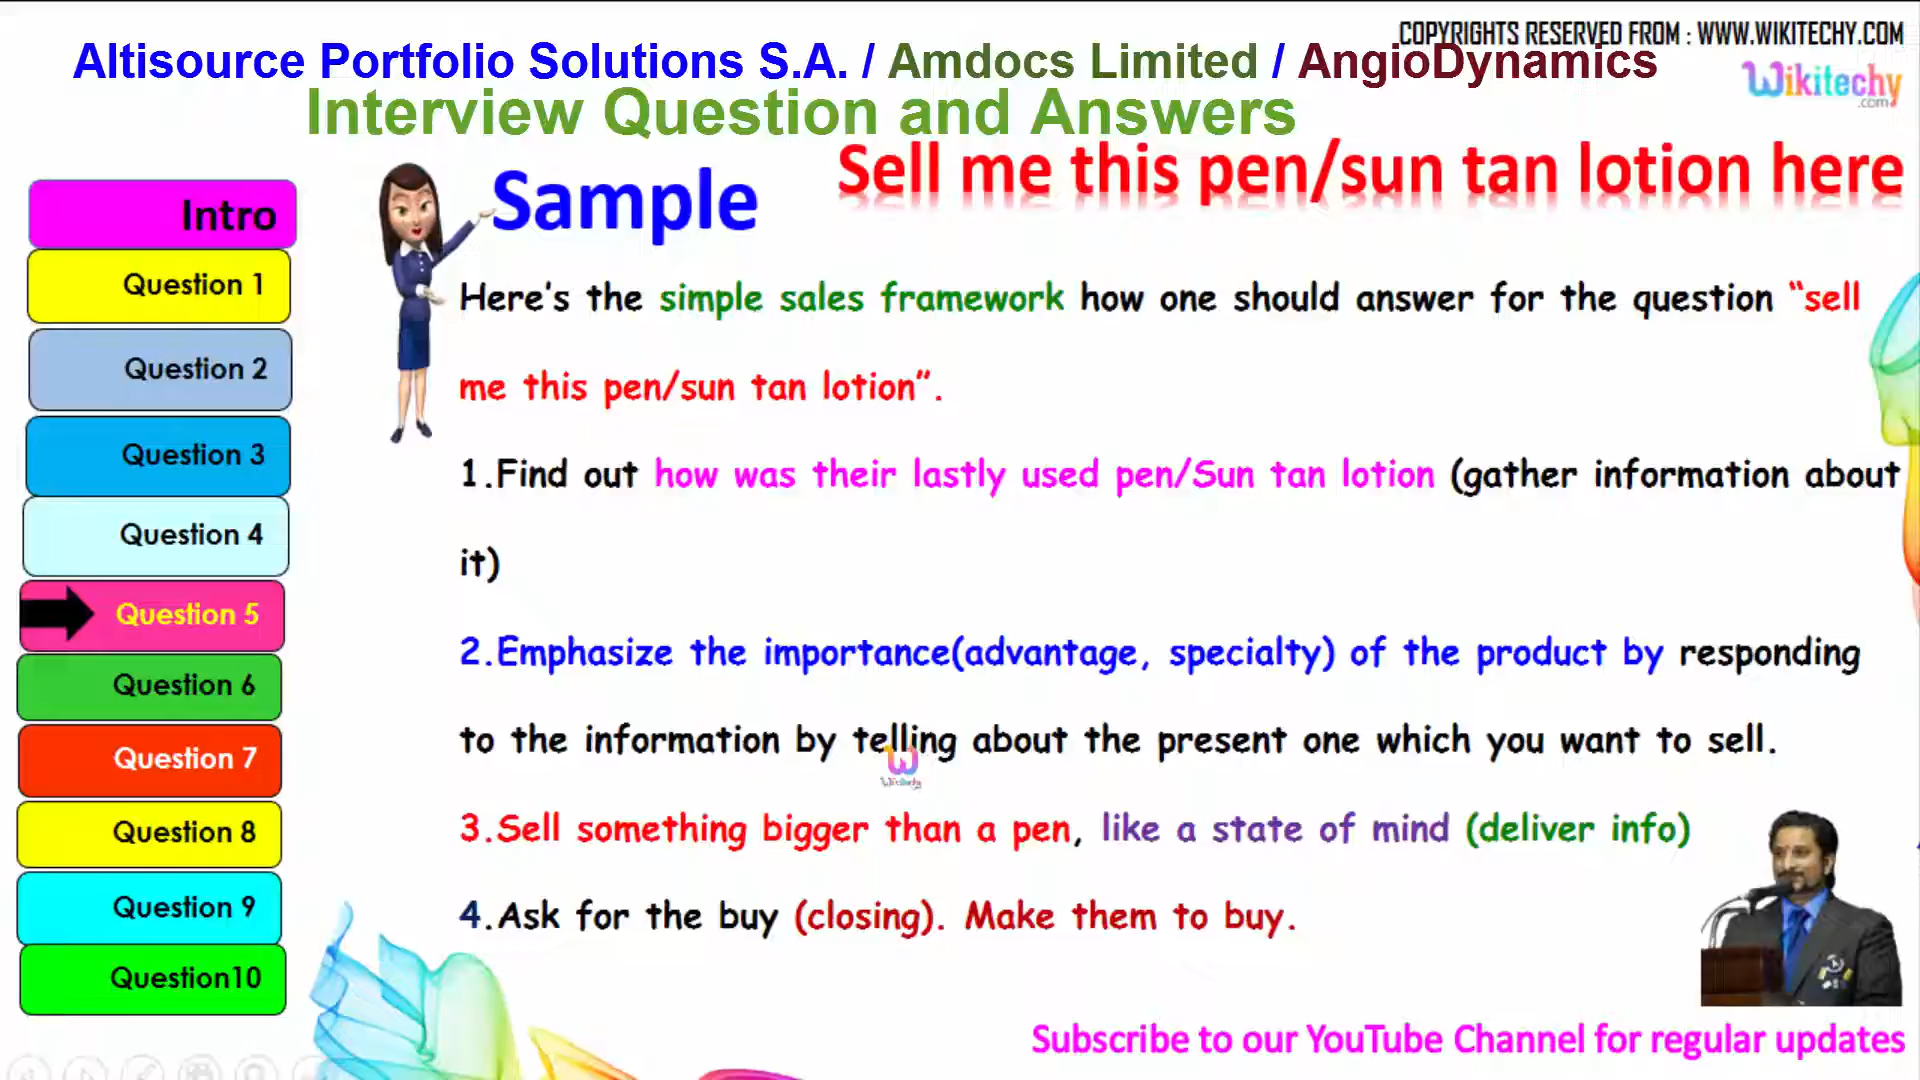 COPYRIGHTS RESERVED FROM : WWW.WIKITECHY.COM
Altisource Portfolio Solutions S.A. / Amdocs Limited / AngioDynamics
Wikitechy
.com
Interview Question and Answers
Sell me this pen/sun tan lotion here
Sample
Intro
Question 1
Question 2
Question 3
Question 4
Question 5
Question 6
Question 7
Question 8
Question 9
Question10
Here's the simple sales framework how one should answer for the question “sell
me this pen/sun tan lotion”.
1.Find out how was their lastly used pen/Sun tan lotion (gather information about
it)
2.Emphasize the importance(advantage, specialty) of the product by responding
to the information by telling about the present one which you want to sell.
Wikitechy
3.Sell something bigger than a pen, like a state of mind (deliver info)
4.Ask for the buy (closing). Make them to buy.
Subscribe to our YouTube Channel for regular updates